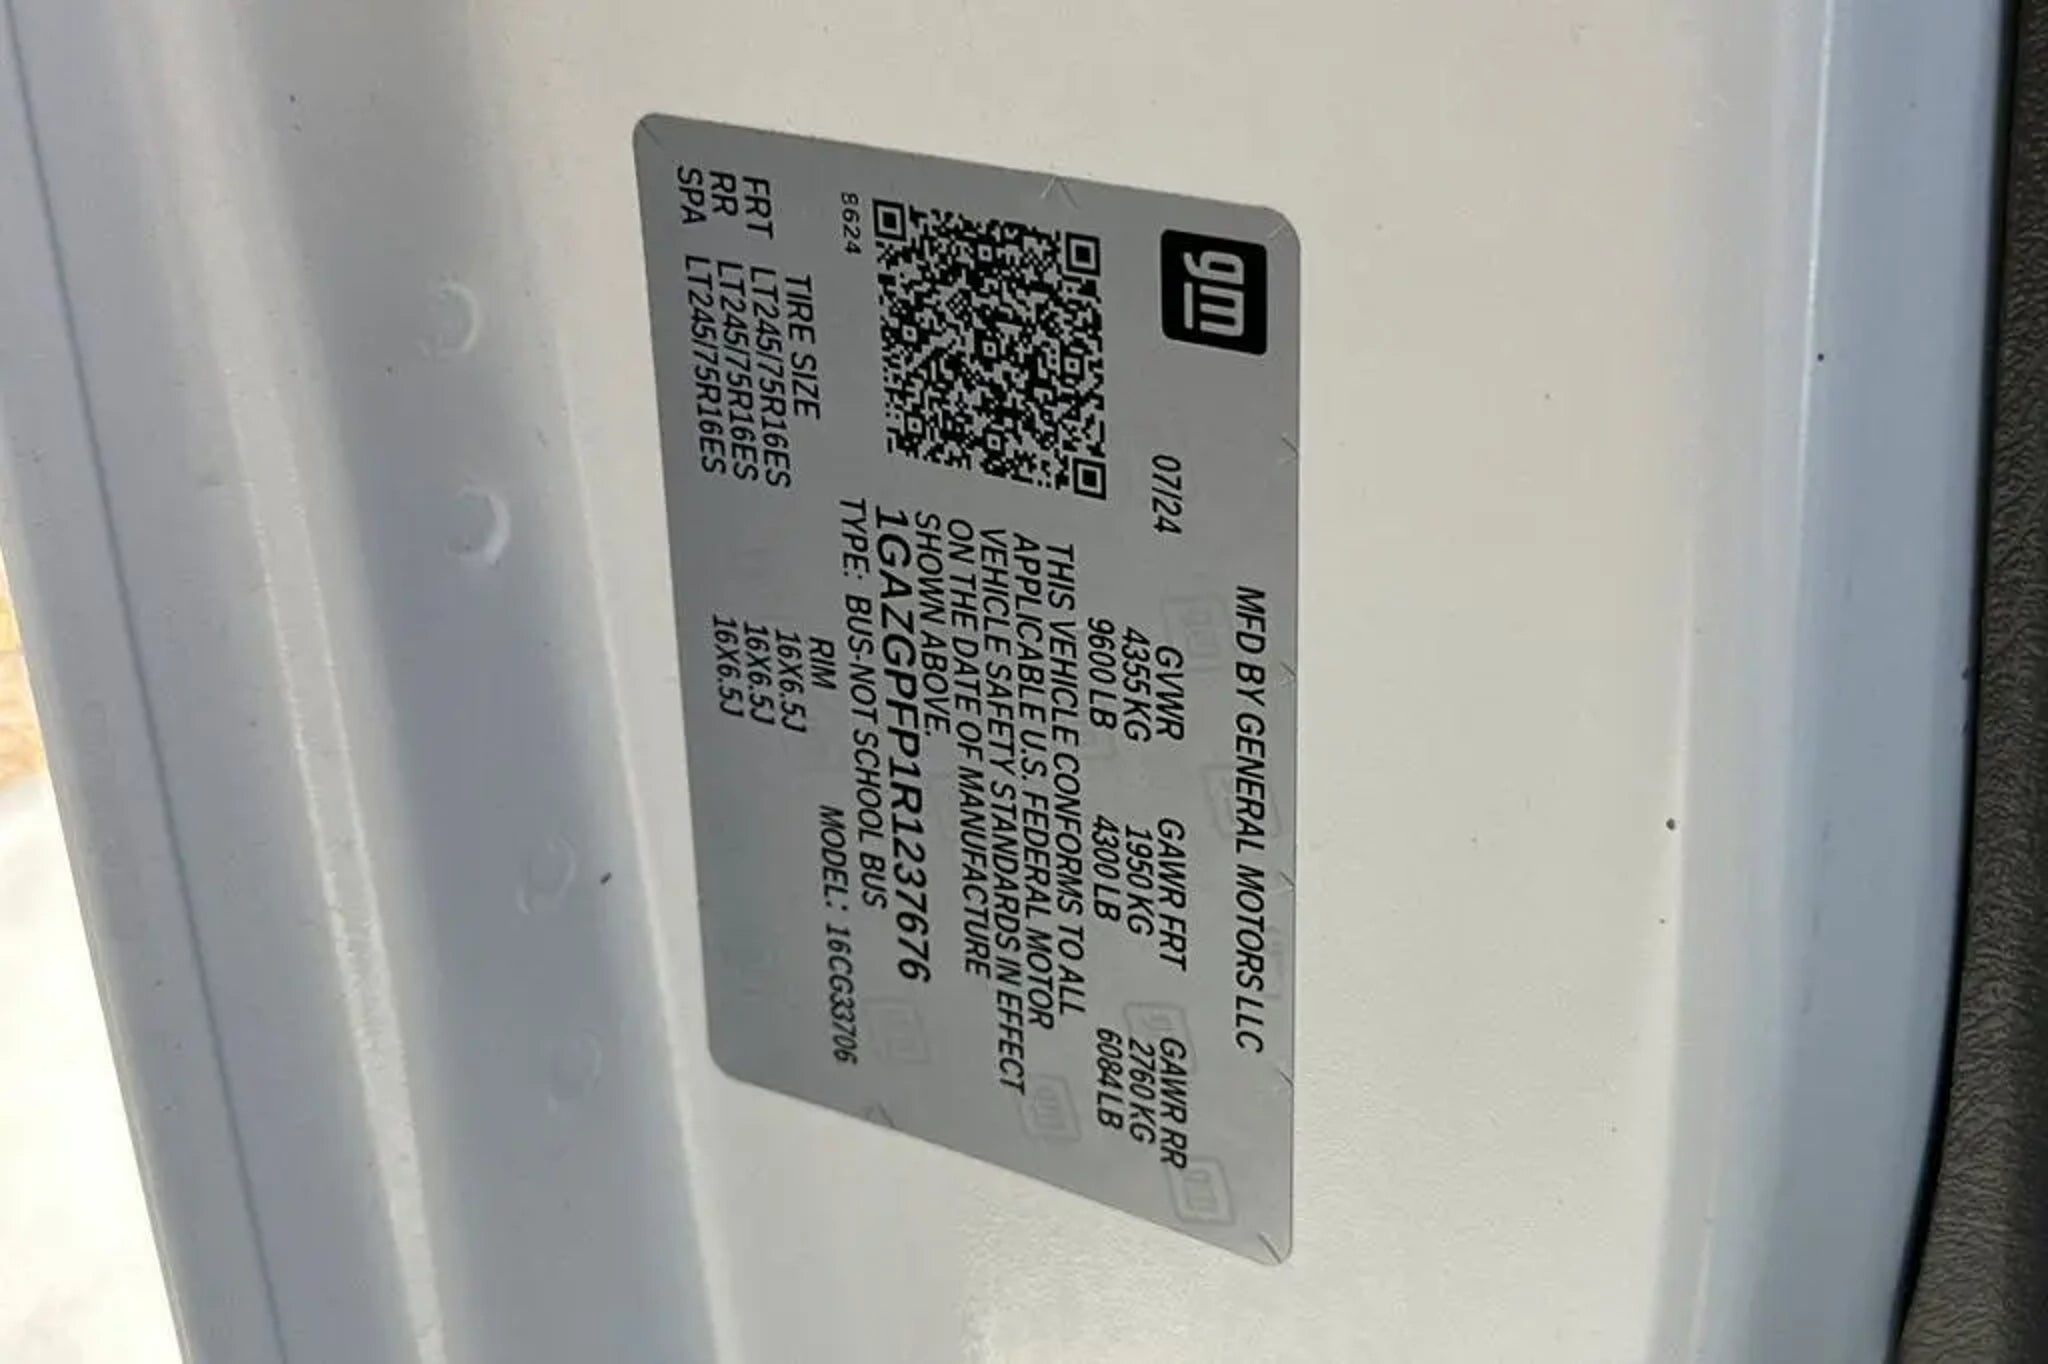 MFD BY GENERAL MOTORS LLC
gm
07/24
GVWR GAWR FRT GAWR RR
4355 KG 1950 KG 2760 KG
9600 LB 4300 LB 6084 LB
THIS VEHICLE CONFORMS TO ALL
APPLICABLE U.S. FEDERAL MOTOR
VEHICLE SAFETY STANDARDS IN EFFECT
ON THE DATE OF MANUFACTURE
SHOWN ABOVE.
1GAZGPFP1R1237676
TYPE: BUS-NOT SCHOOL BUS
8624
MODEL: 16CG33706
TIRE SIZE RIM
FRT LT245/75R16ES 16X6.5J
RR LT245/75R16ES 16X6.5J
SPA LT245/75R16ES 16X6.5J